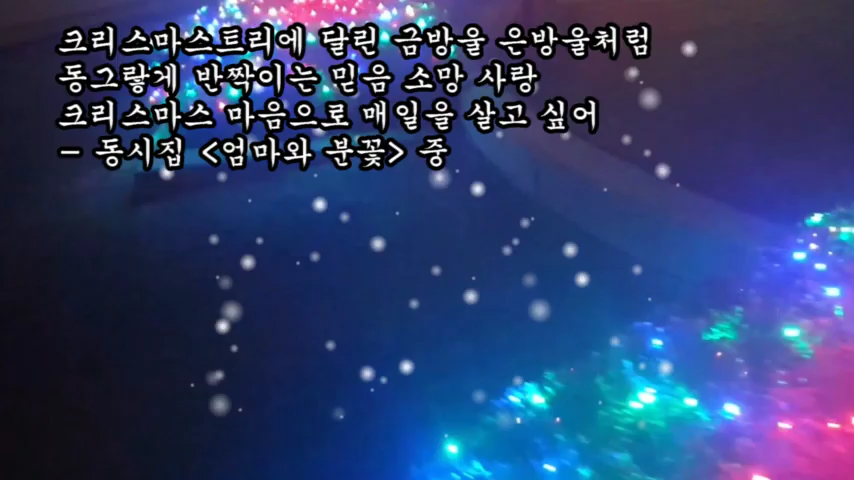 크리스마스트리에 달린 금방울 은방울처럼
동그랗게 반짝이는 믿음 소망 사랑
크리스마스 마음으로 매일을 살고 싶어
- 동시집 <엄마와 분꽃> 중